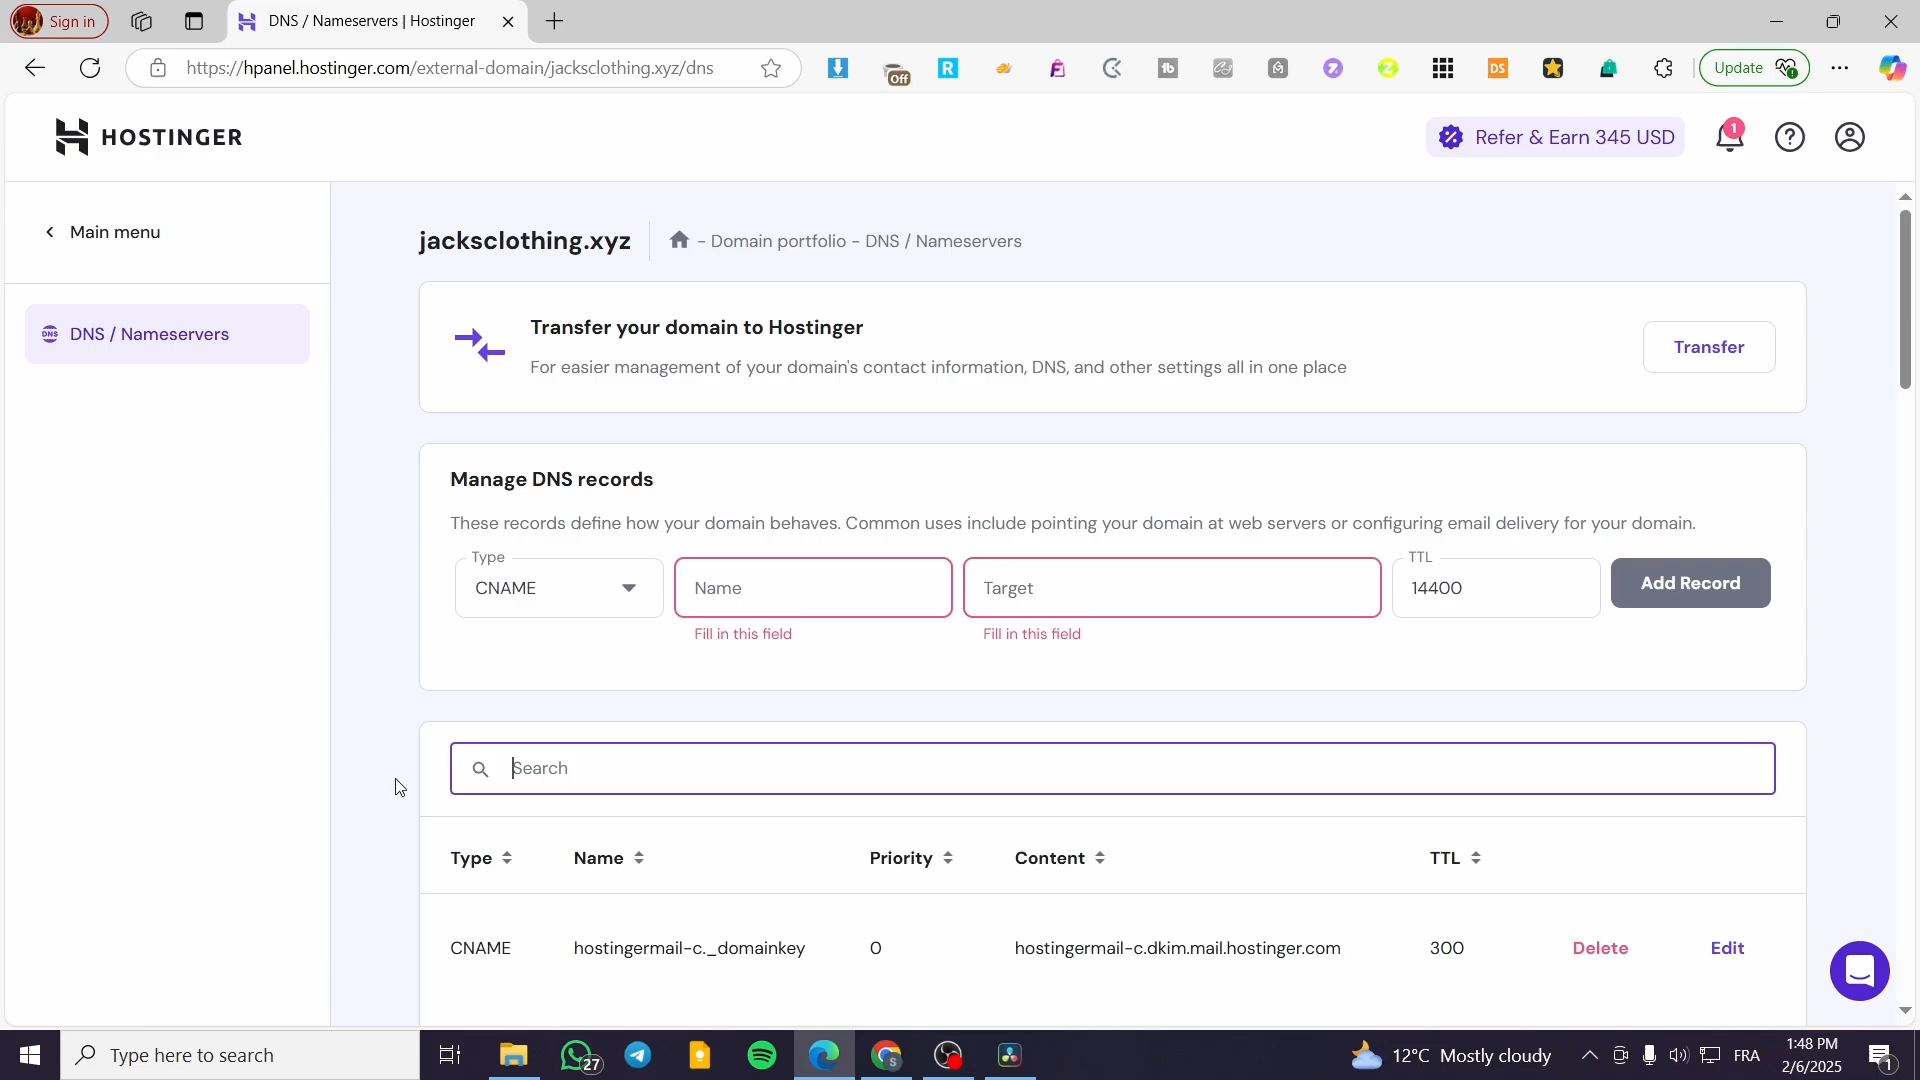 Sign in
DNS / Nameservers | Hostinger
https://hpanel.hostinger.com/external-domain/jacksclothing.xyz/dns
Off
Update
HOSTINGER
Refer & Earn 345 USD
1
Main menu
DNS / Nameservers
jacksclothing.xyz
- Domain portfolio - DNS / Nameservers
Transfer your domain to Hostinger
For easier management of your domain's contact information, DNS, and other settings all in one place
Transfer
Manage DNS records
These records define how your domain behaves. Common uses include pointing your domain at web servers or configuring email delivery for your domain.
Type
CNAME
Name
Fill in this field
Target
Fill in this field
TTL
14400
Add Record
Search
Type Name Priority Content TTL
CNAME hostingermail-c._domainkey 0 hostingermail-c.dkim.mail.hostinger.com 300 Delete Edit
Type here to search
27
12°C Mostly cloudy
FRA
1:48 PM
2/6/2025
1